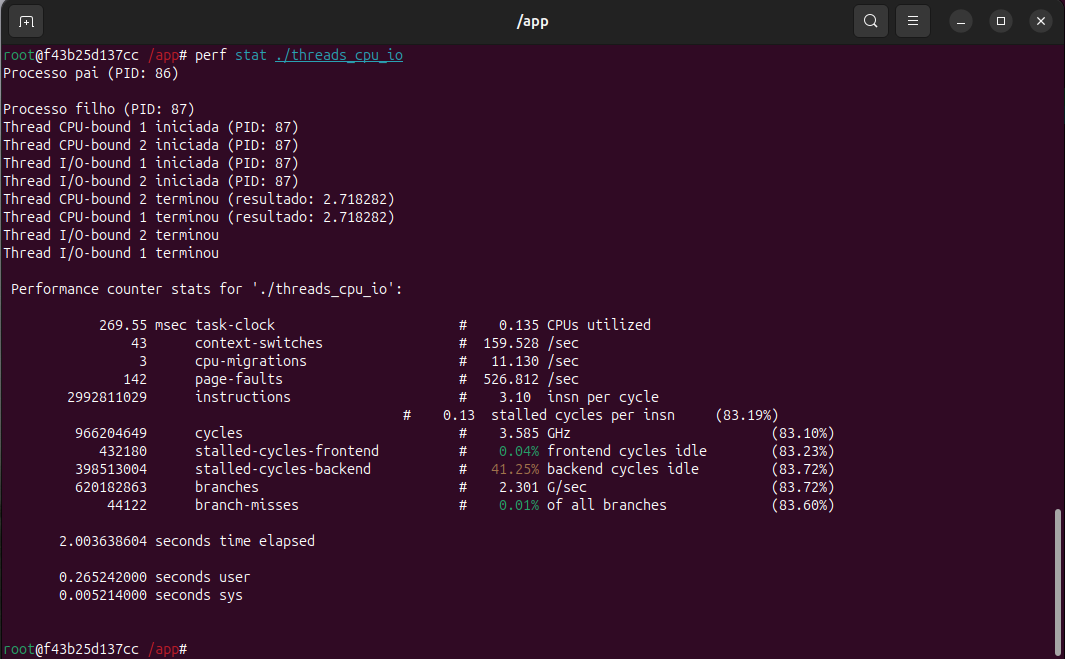 /app
root@f43b25d137cc /app# perf stat ./threads_cpu_io
Processo pai (PID: 86)
Processo filho (PID: 87)
Thread CPU-bound 1 iniciada (PID: 87)
Thread CPU-bound 2 iniciada (PID: 87)
Thread I/O-bound 1 iniciada (PID: 87)
Thread I/O-bound 2 iniciada (PID: 87)
Thread CPU-bound 2 terminou (resultado: 2.718282)
Thread CPU-bound 1 terminou (resultado: 2.718282)
Thread I/O-bound 2 terminou
Thread I/O-bound 1 terminou
Performance counter stats for './threads_cpu_io':
269.55 msec task-clock # 0.135 CPUs utilized
43 context-switches # 159.528 /sec
3 cpu-migrations # 11.130 /sec
142 page-faults # 526.812 /sec
2992811029 instructions # 3.10 insn per cycle
# 0.13 stalled cycles per insn (83.19%)
966204649 cycles # 3.585 GHz (83.10%)
432180 stalled-cycles-frontend # 0.04% frontend cycles idle (83.23%)
398513004 stalled-cycles-backend # 41.25% backend cycles idle (83.72%)
620182863 branches # 2.301 G/sec (83.72%)
44122 branch-misses # 0.01% of all branches (83.60%)
2.003638604 seconds time elapsed
0.265242000 seconds user
0.005214000 seconds sys
root@f43b25d137cc /app#